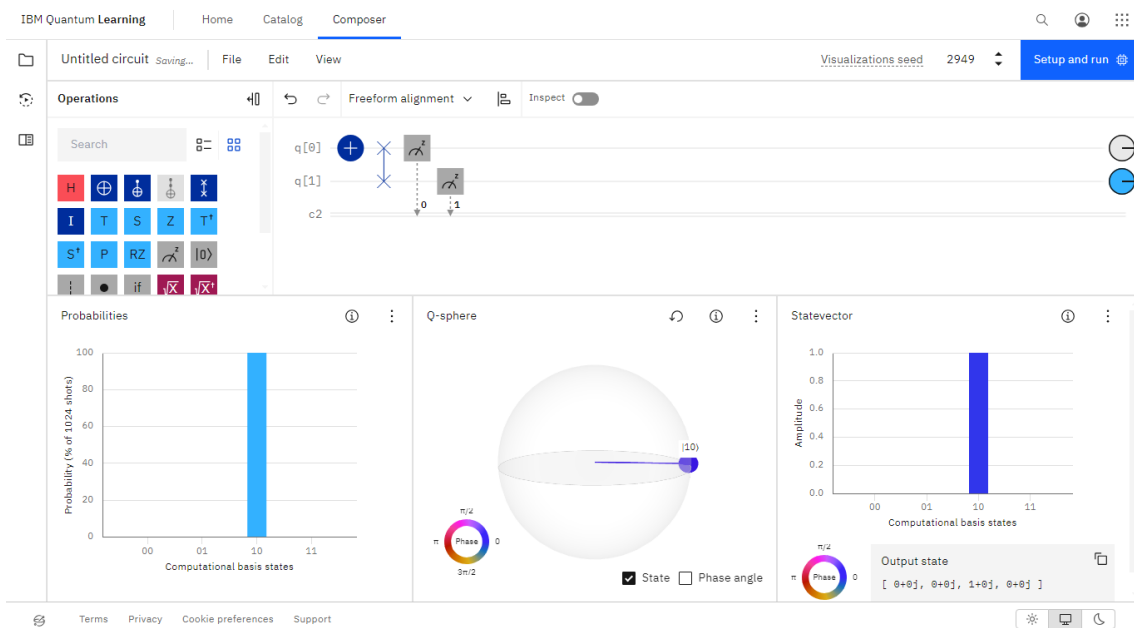 IBM Quantum Learning Home Catalog Composer
Untitled circuit Saving... File Edit View Visualizations seed 2949 Setup and run
Operations Freeform alignment Inspect
Search
H
I T S Z T†
S† P RZ z |0⟩
if √X √X†
q[0] + z
q[1] z
0 1
c2
Probabilities
Probability (% of 1024 shots)
100
80
60
40
20
0
00 01 10 11
Computational basis states
Q-sphere
|10⟩
π/2
π Phase 0
3π/2
State Phase angle
Statevector
Amplitude
1.0
0.8
0.6
0.4
0.2
0.0
00 01 10 11
Computational basis states
π/2
π Phase 0
Output state
[ 0+0j, 0+0j, 1+0j, 0+0j ]
Terms Privacy Cookie preferences Support